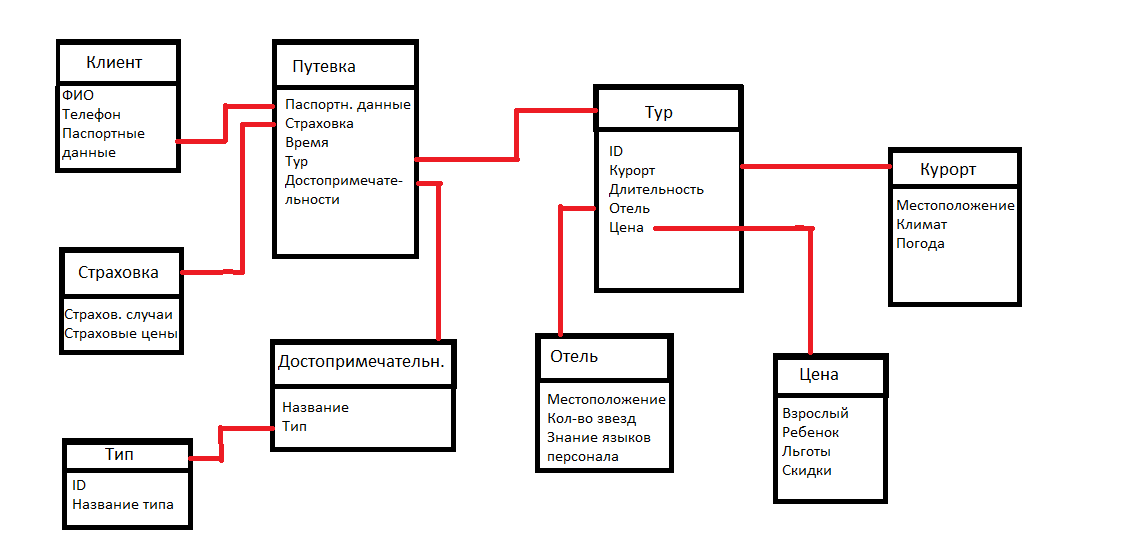 Клиент
ФИО
Телефон
Паспортные
данные
Путевка
Паспортн. данные
Страховка
Время
Тур
Достопримечате-
льности
Тур
ID
Курорт
Длительность
Отель
Цена
Курорт
Местоположение
Климат
Погода
Страховка
Страхов. случаи
Страховые цены
Достопримечательн.
Название
Тип
Отель
Местоположение
Кол-во звезд
Знание языков
персонала
Цена
Взрослый
Ребенок
Льготы
Скидки
Тип
ID
Название типа